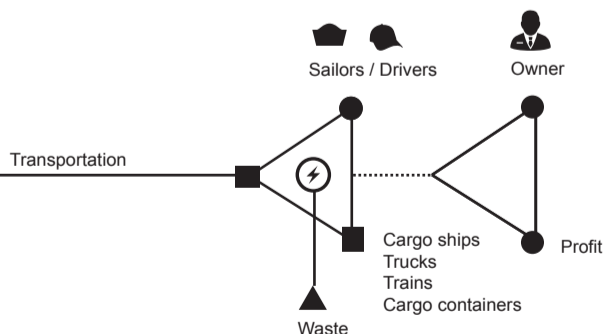 Sailors / Drivers
Owner
Transportation
Cargo ships
Trucks
Trains
Cargo containers
Profit
Waste